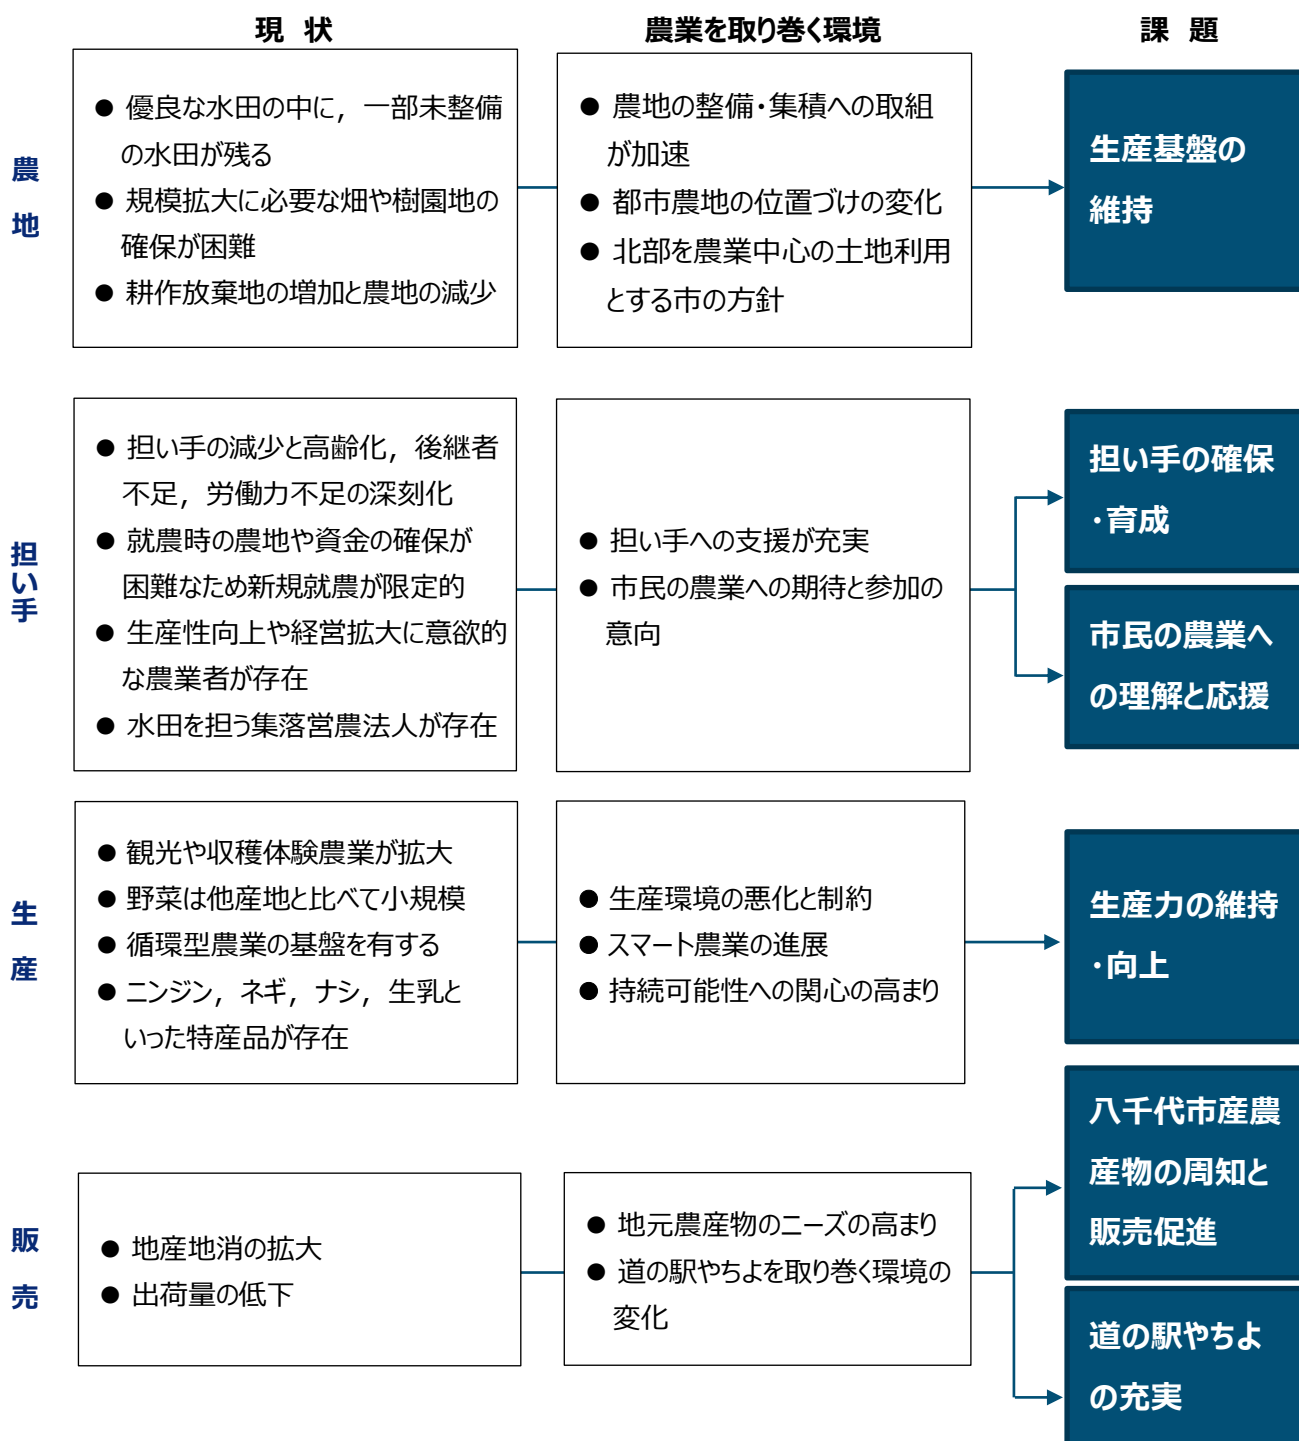 現 状
農業を取り巻く環境
課 題
農
地
● 優良な水田の中に，一部未整備
の水田が残る
● 規模拡大に必要な畑や樹園地の
確保が困難
● 耕作放棄地の増加と農地の減少
● 農地の整備・集積への取組
が加速
● 都市農地の位置づけの変化
● 北部を農業中心の土地利用
とする市の方針
生産基盤の
維持
担
い
手
● 担い手の減少と高齢化，後継者
不足，労働力不足の深刻化
● 就農時の農地や資金の確保が
困難なため新規就農が限定的
● 生産性向上や経営拡大に意欲的
な農業者が存在
● 水田を担う集落営農法人が存在
● 担い手への支援が充実
● 市民の農業への期待と参加の
意向
担い手の確保
・育成
市民の農業へ
の理解と応援
生
産
● 観光や収穫体験農業が拡大
● 野菜は他産地と比べて小規模
● 循環型農業の基盤を有する
● ニンジン，ネギ，ナシ，生乳と
いった特産品が存在
● 生産環境の悪化と制約
● スマート農業の進展
● 持続可能性への関心の高まり
生産力の維持
・向上
販
売
● 地産地消の拡大
● 出荷量の低下
● 地元農産物のニーズの高まり
● 道の駅やちよを取り巻く環境の
変化
八千代市産農
産物の周知と
販売促進
道の駅やちよ
の充実